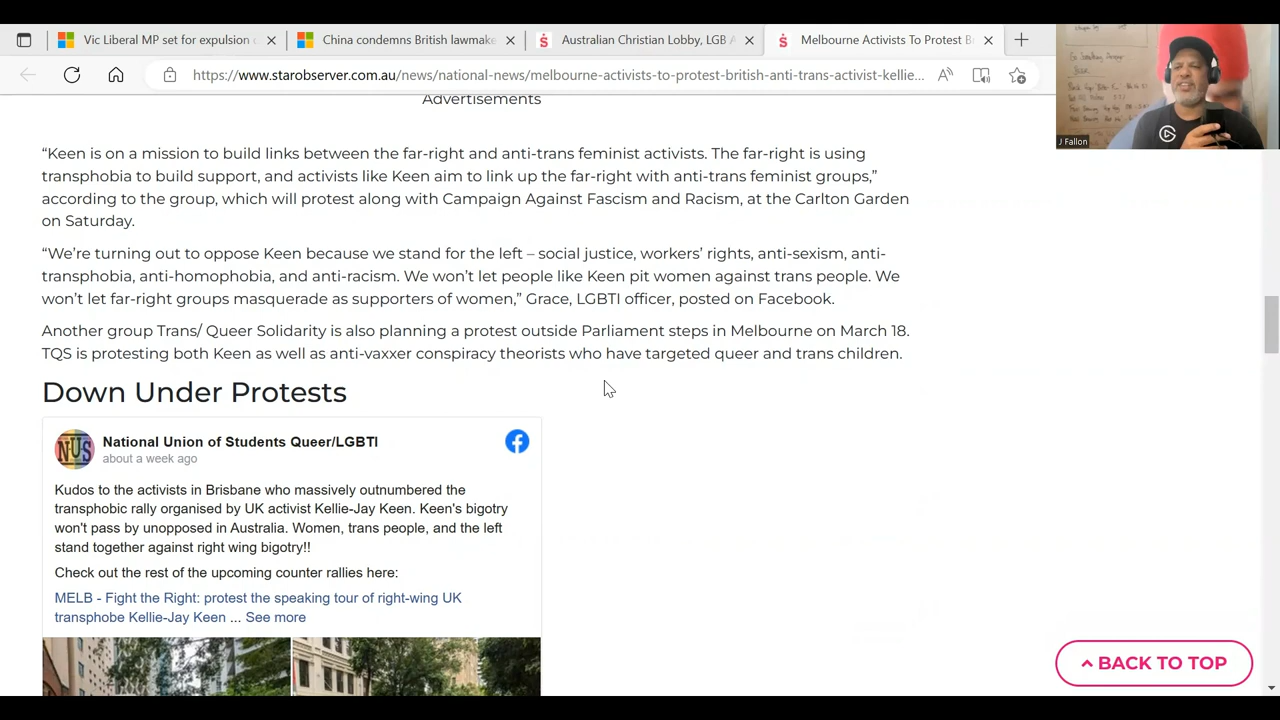 Vic Liberal MP set for expulsion c
China condemns British lawmake
Australian Christian Lobby, LGB A
Melbourne Activists To Protest B
https://www.starobserver.com.au/news/national-news/melbourne-activists-to-protest-british-anti-trans-activist-kellie...
Advertisements
J Fallon
“Keen is on a mission to build links between the far-right and anti-trans feminist activists. The far-right is using
transphobia to build support, and activists like Keen aim to link up the far-right with anti-trans feminist groups,”
according to the group, which will protest along with Campaign Against Fascism and Racism, at the Carlton Garden
on Saturday.
“We’re turning out to oppose Keen because we stand for the left – social justice, workers’ rights, anti-sexism, anti-
transphobia, anti-homophobia, and anti-racism. We won’t let people like Keen pit women against trans people. We
won’t let far-right groups masquerade as supporters of women,” Grace, LGBTI officer, posted on Facebook.
Another group Trans/ Queer Solidarity is also planning a protest outside Parliament steps in Melbourne on March 18.
TQS is protesting both Keen as well as anti-vaxxer conspiracy theorists who have targeted queer and trans children.
Down Under Protests
NUS
National Union of Students Queer/LGBTI
about a week ago
Kudos to the activists in Brisbane who massively outnumbered the
transphobic rally organised by UK activist Kellie-Jay Keen. Keen's bigotry
won't pass by unopposed in Australia. Women, trans people, and the left
stand together against right wing bigotry!!
Check out the rest of the upcoming counter rallies here:
MELB - Fight the Right: protest the speaking tour of right-wing UK
transphobe Kellie-Jay Keen ... See more
BACK TO TOP